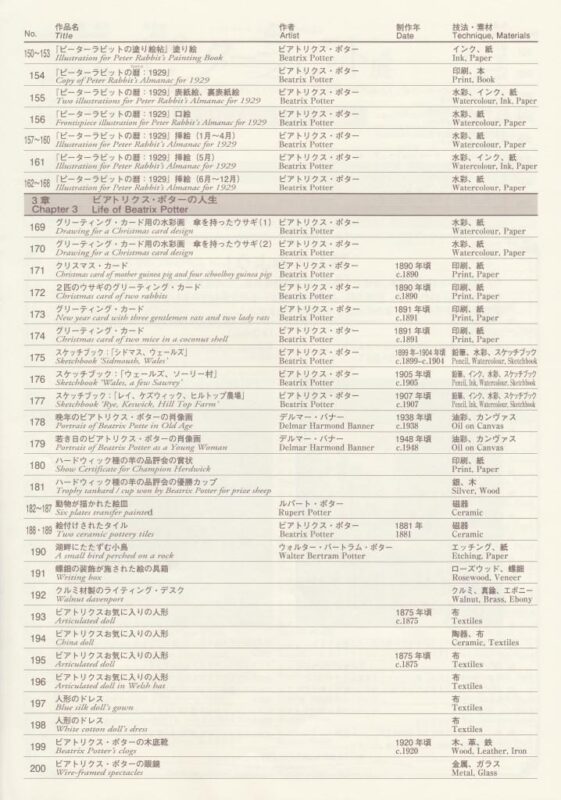 No. 作品名 作者 制作年 技法・素材
Title Artist Date Technique, Materials
150～153 「ピーターラビットの塗り絵帖」塗り絵 ビアトリクス・ポター インク、紙
Illustration for Peter Rabbit's Painting Book Beatrix Potter Ink, Paper
154 「ピーターラビットの暦：1929」 ビアトリクス・ポター 印刷、本
Copy of Peter Rabbit's Almanac for 1929 Beatrix Potter Print, Book
155 「ピーターラビットの暦：1929」表紙絵、裏表紙絵 ビアトリクス・ポター 水彩、インク、紙
Two illustrations for Peter Rabbit's Almanac for 1929 Beatrix Potter Watercolour, Ink, Paper
156 「ピーターラビットの暦：1929」口絵 ビアトリクス・ポター 水彩、紙
Frontispiece illustration for Peter Rabbit's Almanac for 1929 Beatrix Potter Watercolour, Paper
157～160 「ピーターラビットの暦：1929」挿絵（1月～4月） ビアトリクス・ポター 水彩、紙
Illustration for Peter Rabbit's Almanac for 1929 Beatrix Potter Watercolour, Paper
161 「ピーターラビットの暦：1929」挿絵（5月） ビアトリクス・ポター 水彩、インク、紙
Illustration for Peter Rabbit's Almanac for 1929 Beatrix Potter Watercolour, Ink, Paper
162～168 「ピーターラビットの暦：1929」挿絵（6月～12月） ビアトリクス・ポター 水彩、紙
Illustration for Peter Rabbit's Almanac for 1929 Beatrix Potter Watercolour, Paper
3章 ビアトリクス・ポターの人生
Chapter 3 Life of Beatrix Potter
169 グリーティング・カード用の水彩画 傘を持ったウサギ（1） ビアトリクス・ポター 水彩、紙
Drawing for a Christmas card design Beatrix Potter Watercolour, Paper
170 グリーティング・カード用の水彩画 傘を持ったウサギ（2） ビアトリクス・ポター 水彩、紙
Drawing for a Christmas card design Beatrix Potter Watercolour, Paper
171 クリスマス・カード ビアトリクス・ポター 1890年頃 印刷、紙
Christmas card of mother guinea pig and four schoolboy guinea pigs Beatrix Potter c.1890 Print, Paper
172 2匹のウサギのグリーティング・カード ビアトリクス・ポター 1890年頃 印刷、紙
Christmas card of two rabbits Beatrix Potter c.1890 Print, Paper
173 グリーティング・カード ビアトリクス・ポター 1891年頃 印刷、紙
New year card with three gentlemen rats and two lady rats Beatrix Potter c.1891 Print, Paper
174 グリーティング・カード ビアトリクス・ポター 1891年頃 印刷、紙
Christmas card of two mice in a coconut shell Beatrix Potter c.1891 Print, Paper
175 スケッチブック：「シドマス、ウェールズ」 ビアトリクス・ポター 1899年-1904年頃 鉛筆、水彩、スケッチブック
Sketchbook 'Sidmouth, Wales' Beatrix Potter c.1899–c.1904 Pencil, Watercolour, Sketchbook
176 スケッチブック：「ウェールズ、ソーリー村」 ビアトリクス・ポター 1905年頃 鉛筆、インク、水彩、スケッチブック
Sketchbook 'Wales, a few Sawrey' Beatrix Potter c.1905 Pencil, Ink, Watercolour, Sketchbook
177 スケッチブック：「レイ、ケズウィック、ヒルトップ農場」 ビアトリクス・ポター 1907年頃 鉛筆、インク、水彩、スケッチブック
Sketchbook 'Rye, Keswick, Hill Top Farm' Beatrix Potter c.1907 Pencil, Ink, Watercolour, Sketchbook
178 晩年のビアトリクス・ポターの肖像画 デルマー・バナー 1938年頃 油彩、カンヴァス
Portrait of Beatrix Potte in Old Age Delmar Harmond Banner c.1938 Oil on Canvas
179 若き日のビアトリクス・ポターの肖像画 デルマー・バナー 1948年頃 油彩、カンヴァス
Portrait of Beatrix Potter as a Young Woman Delmar Harmond Banner c.1948 Oil on Canvas
180 ハードウィック種の羊の品評会の賞状 印刷、紙
Show Certificate for Champion Herdwick Print, Paper
181 ハードウィック種の羊の品評会の優勝カップ 銀、木
Trophy tankard / cup won by Beatrix Potter for prize sheep Silver, Wood
182～187 動物が描かれた絵皿 ルパート・ポター 磁器
Six plates transfer painted Rupert Potter Ceramic
188・189 絵付けされたタイル ビアトリクス・ポター 1881年 磁器
Two ceramic pottery tiles Beatrix Potter 1881 Ceramic
190 湖畔にたたずむ小鳥 ウォルター・バートラム・ポター エッチング、紙
A small bird perched on a rock Walter Bertram Potter Etching, Paper
191 螺鈿の装飾が施された絵の具箱 ローズウッド、螺鈿
Writing box Rosewood, Veneer
192 クルミ材製のライティング・デスク クルミ、真鍮、エボニー
Walnut davenport Walnut, Brass, Ebony
193 ビアトリクスお気に入りの人形 1875年頃 布
Articulated doll c.1875 Textiles
194 ビアトリクスお気に入りの人形 陶器、布
China doll Ceramic, Textiles
195 ビアトリクスお気に入りの人形 1875年頃 布
Articulated doll c.1875 Textiles
196 ビアトリクスお気に入りの人形 布
Articulated doll in Welsh hat Textiles
197 人形のドレス 布
Blue silk doll's gown Textiles
198 人形のドレス 布
White cotton doll's dress Textiles
199 ビアトリクス・ポターの木底靴 1920年頃 木、革、鉄
Beatrix Potter's clogs c.1920 Wood, Leather, Iron
200 ビアトリクス・ポターの眼鏡 金属、ガラス
Wire-framed spectacles Metal, Glass